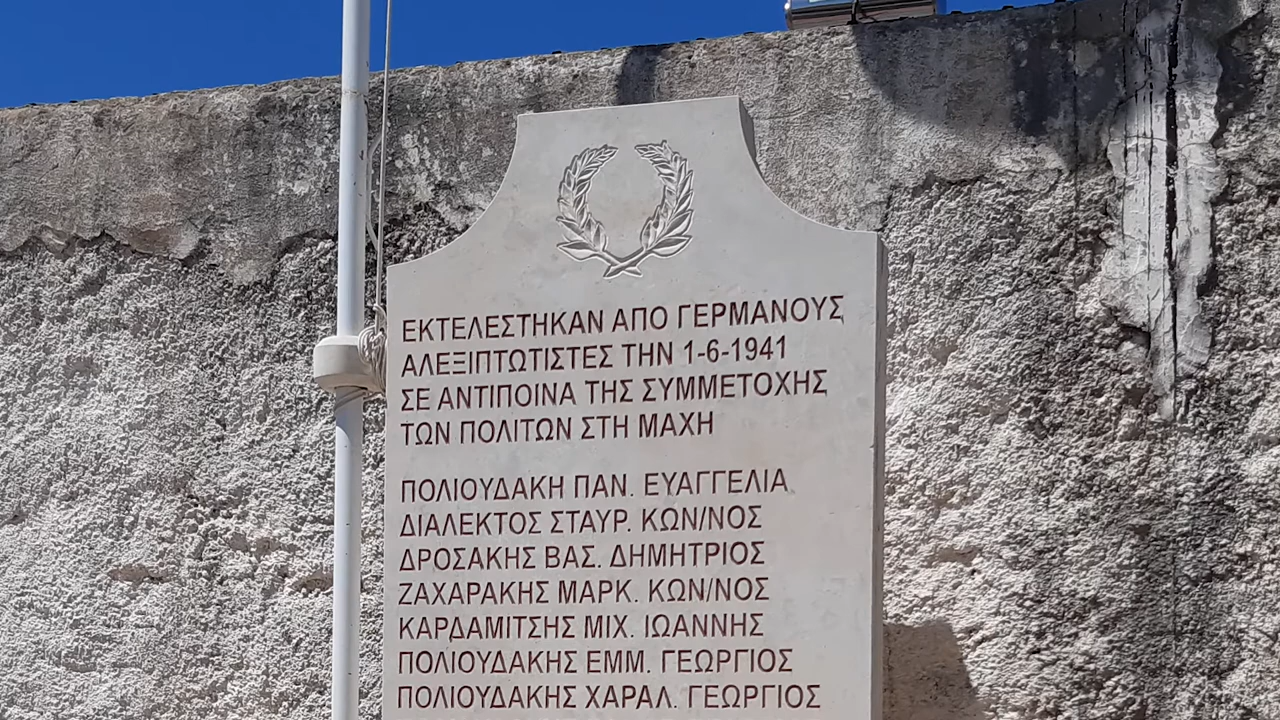 ΕΚΤΕΛΕΣΤΗΚΑΝ ΑΠΟ ΓΕΡΜΑΝΟΥΣ
ΑΛΕΞΙΠΤΩΤΙΣΤΕΣ ΤΗΝ 1-6-1941
ΣΕ ΑΝΤΙΠΟΙΝΑ ΤΗΣ ΣΥΜΜΕΤΟΧΗΣ
ΤΩΝ ΠΟΛΙΤΩΝ ΣΤΗ ΜΑΧΗ
ΠΟΛΙΟΥΔΑΚΗ ΠΑΝ. ΕΥΑΓΓΕΛΙΑ
ΔΙΑΛΕΚΤΟΣ ΣΤΑΥΡ. ΚΩΝ/ΝΟΣ
ΔΡΟΣΑΚΗΣ ΒΑΣ. ΔΗΜΗΤΡΙΟΣ
ΖΑΧΑΡΑΚΗΣ ΜΑΡΚ. ΚΩΝ/ΝΟΣ
ΚΑΡΔΑΜΙΤΣΗΣ ΜΙΧ. ΙΩΑΝΝΗΣ
ΠΟΛΙΟΥΔΑΚΗΣ ΕΜΜ. ΓΕΩΡΓΙΟΣ
ΠΟΛΙΟΥΔΑΚΗΣ ΧΑΡΑΛ. ΓΕΩΡΓΙΟΣ